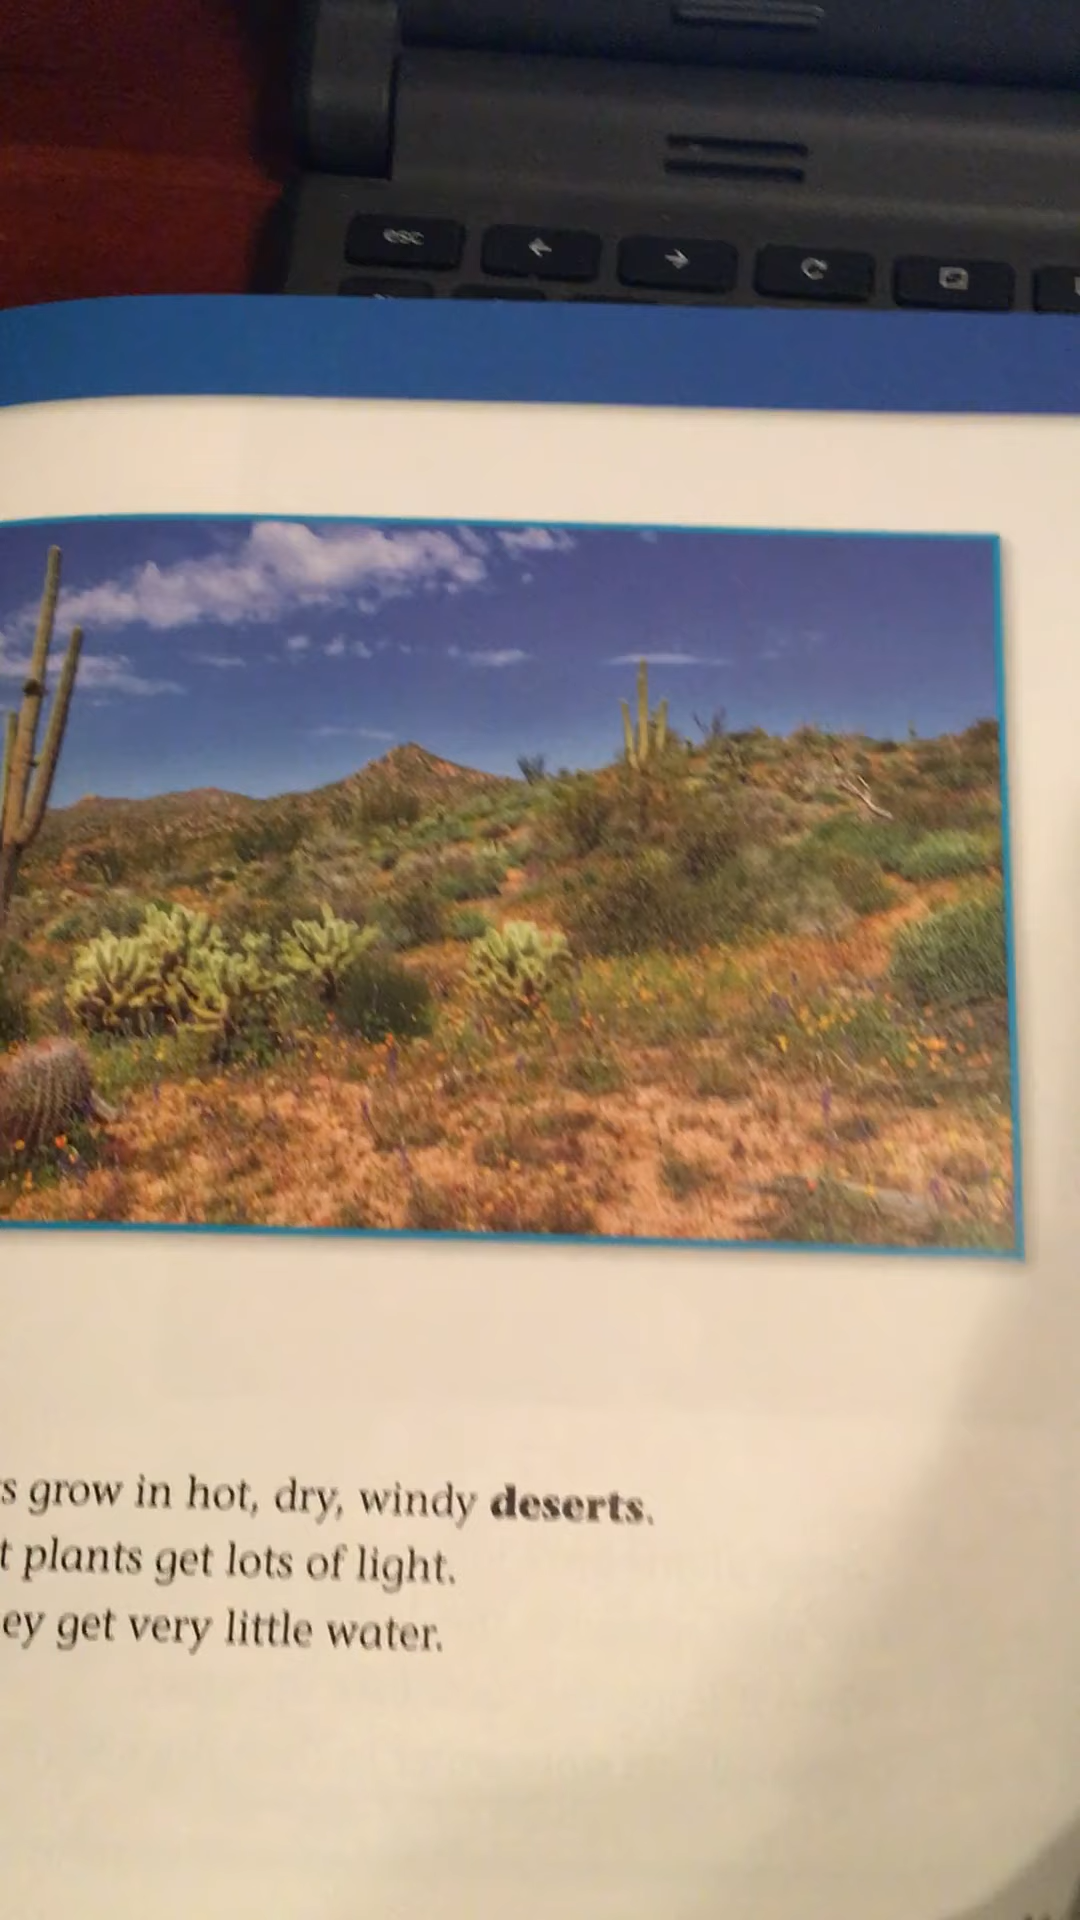 esc
s grow in hot, dry, windy deserts.
t plants get lots of light.
ey get very little water.